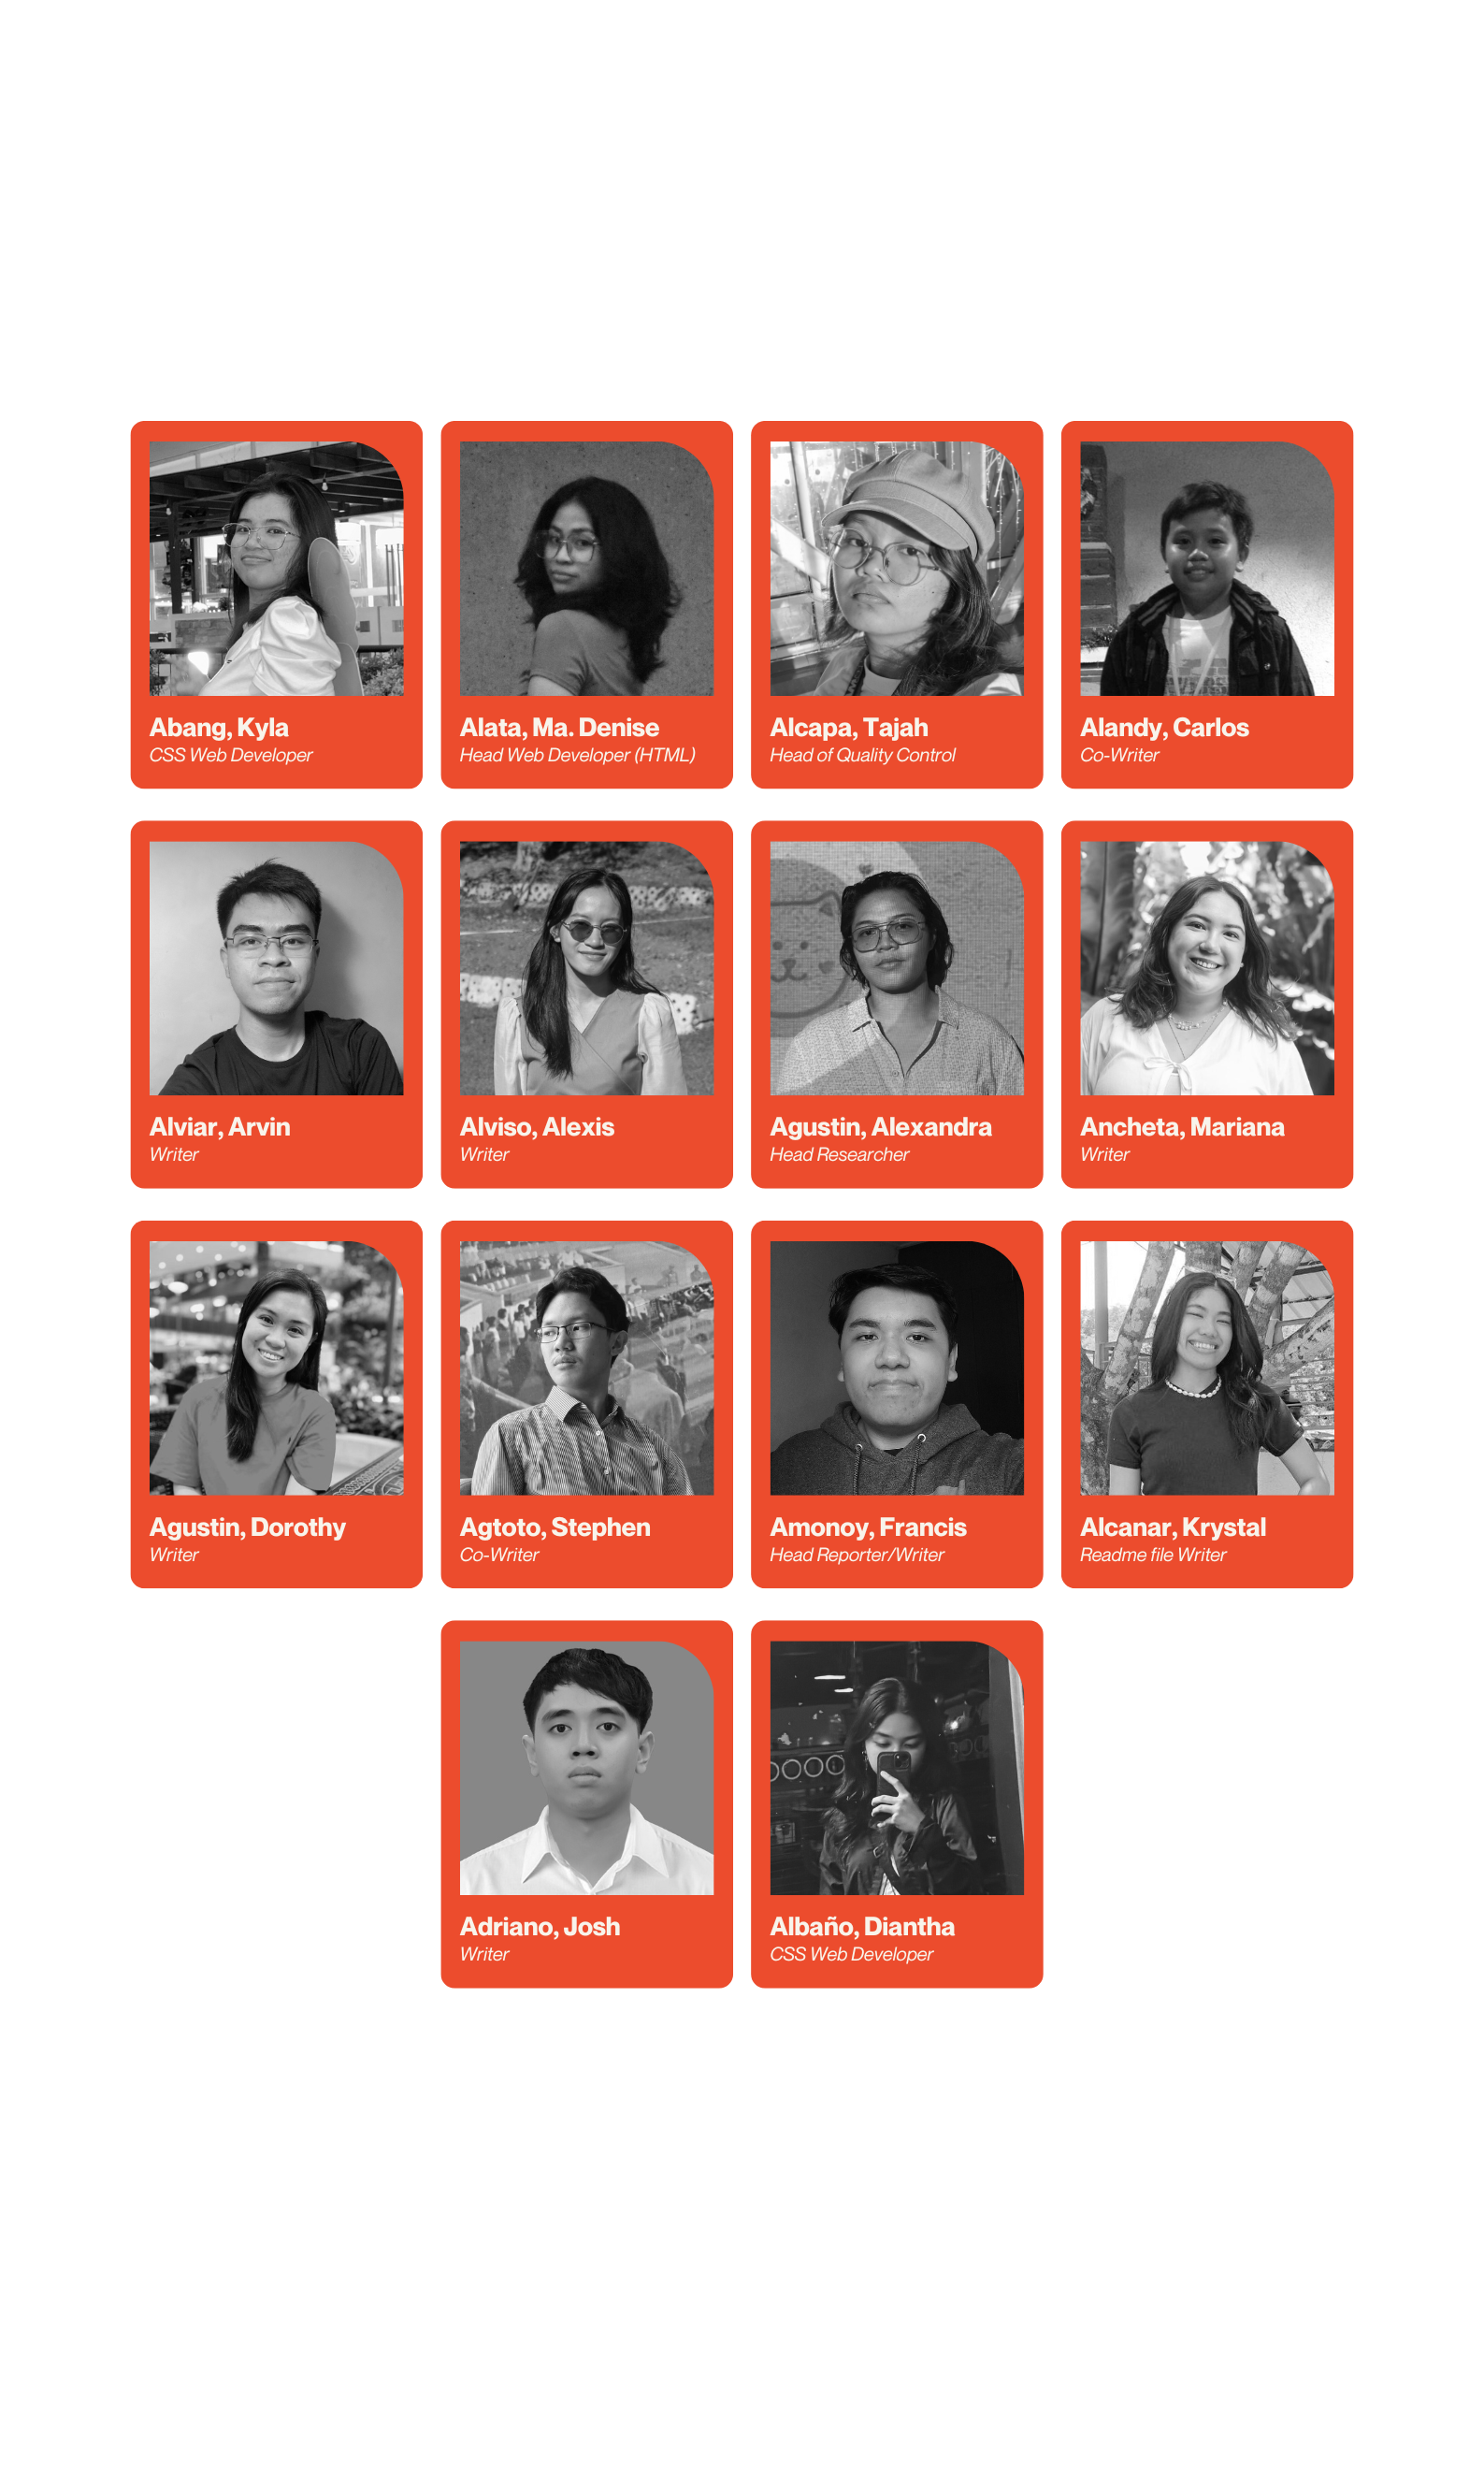 Abang, Kyla
CSS Web Developer
Alata, Ma. Denise
Head Web Developer (HTML)
Alcapa, Tajah
Head of Quality Control
Alandy, Carlos
Co-Writer
Alviar, Arvin
Writer
Alviso, Alexis
Writer
Agustin, Alexandra
Head Researcher
Ancheta, Mariana
Writer
Agustin, Dorothy
Writer
Agtoto, Stephen
Co-Writer
Amonoy, Francis
Head Reporter/Writer
Alcanar, Krystal
Readme file Writer
Adriano, Josh
Writer
Albaño, Diantha
CSS Web Developer